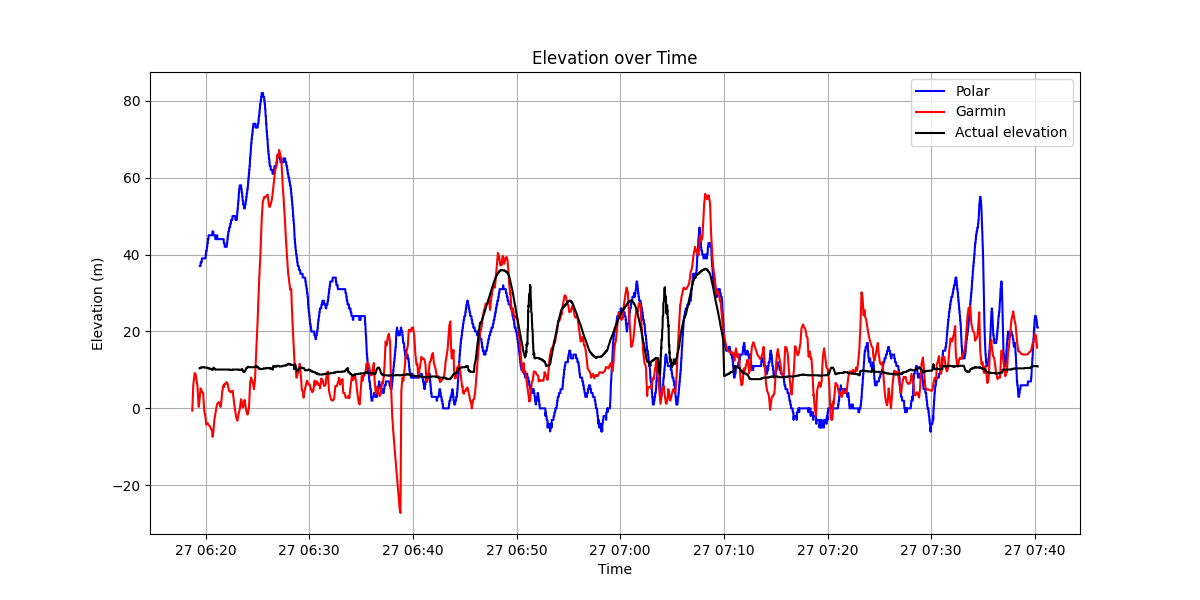 Elevation over Time
Polar
Garmin
Actual elevation
Elevation (m)
80
60
40
20
0
−20
27 06:20
27 06:30
27 06:40
27 06:50
27 07:00
27 07:10
27 07:20
27 07:30
27 07:40
Time